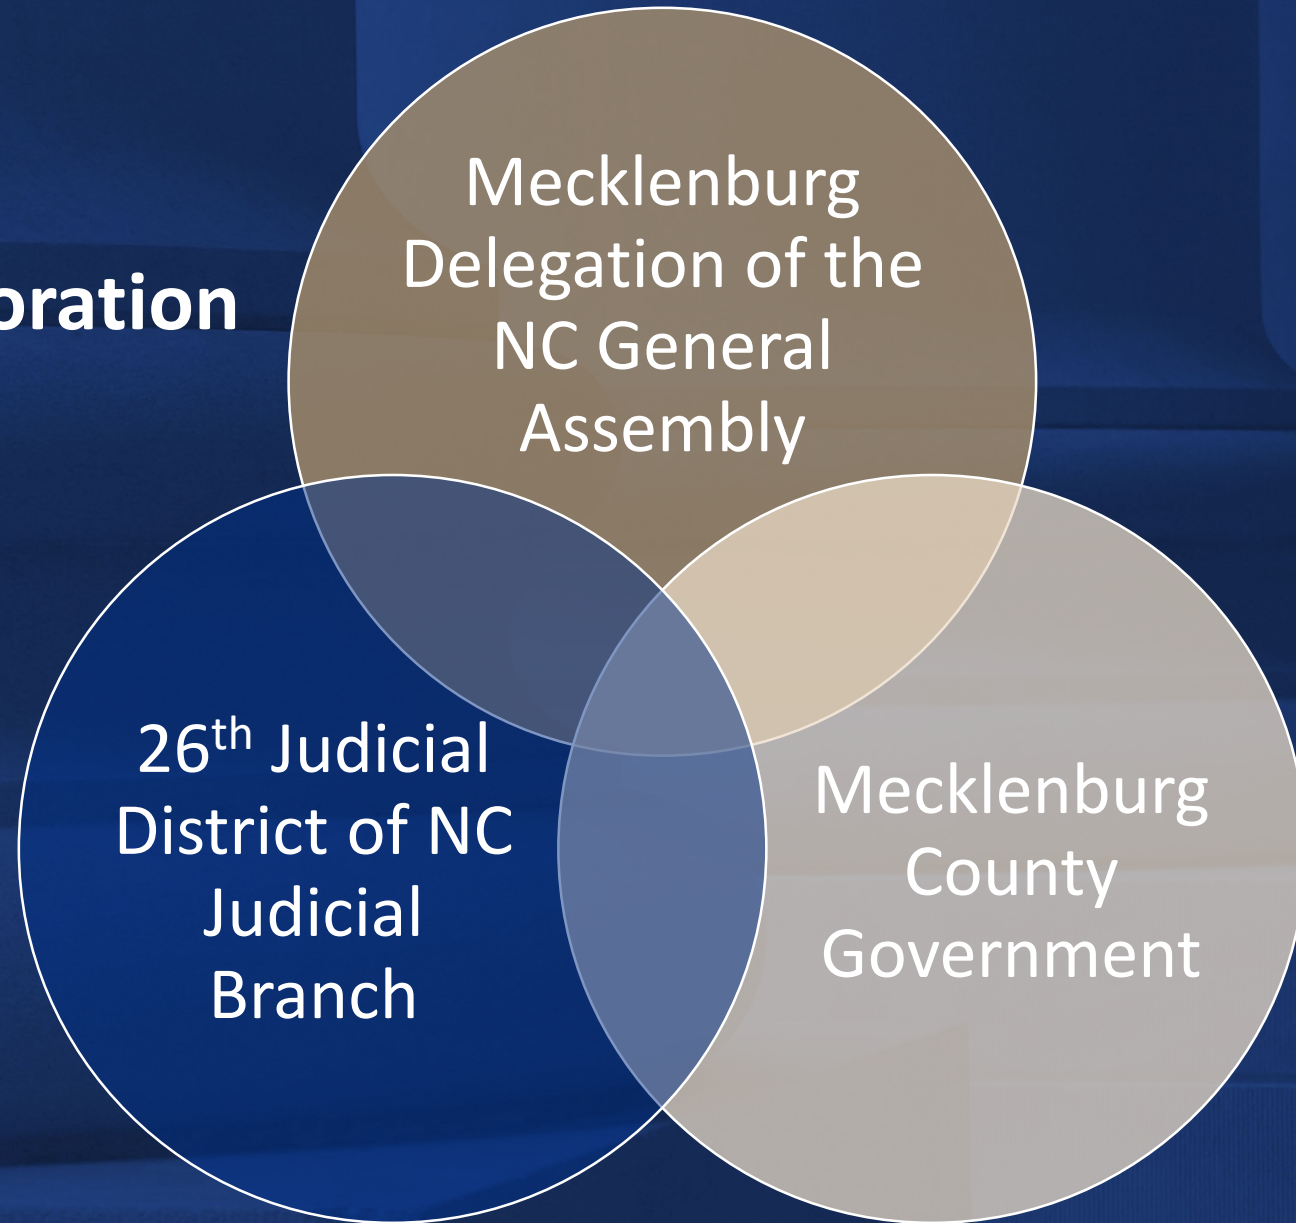 Mecklenburg
Delegation of the
NC General
Assembly
oration
26th Judicial
District of NC
Judicial
Branch
Mecklenburg
County
Government